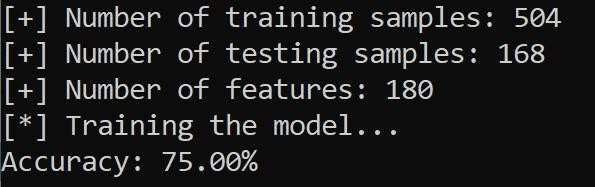 [+] Number of training samples: 504
[+] Number of testing samples: 168
[+] Number of features: 180
[*] Training the model...
Accuracy: 75.00%